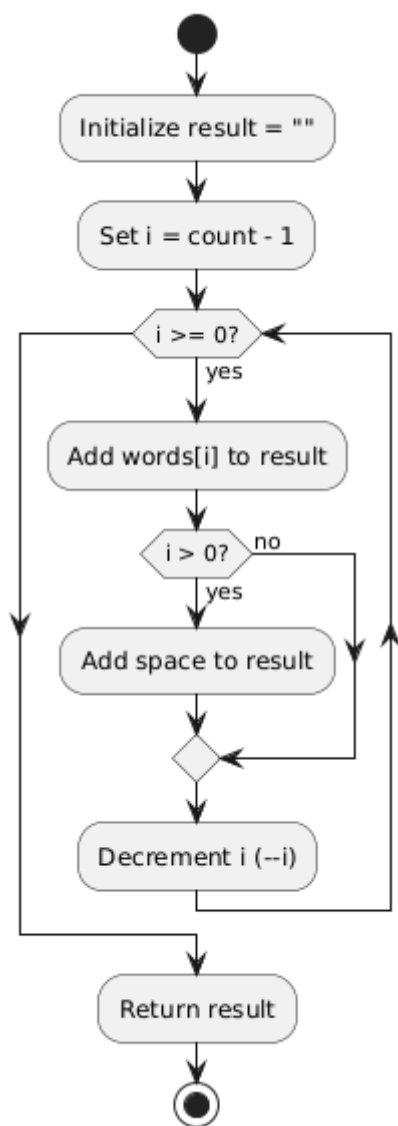 Initialize result = ""
Set i = count - 1
i >= 0?
yes
Add words[i] to result
i > 0?
no
yes
Add space to result
Decrement i (--i)
Return result